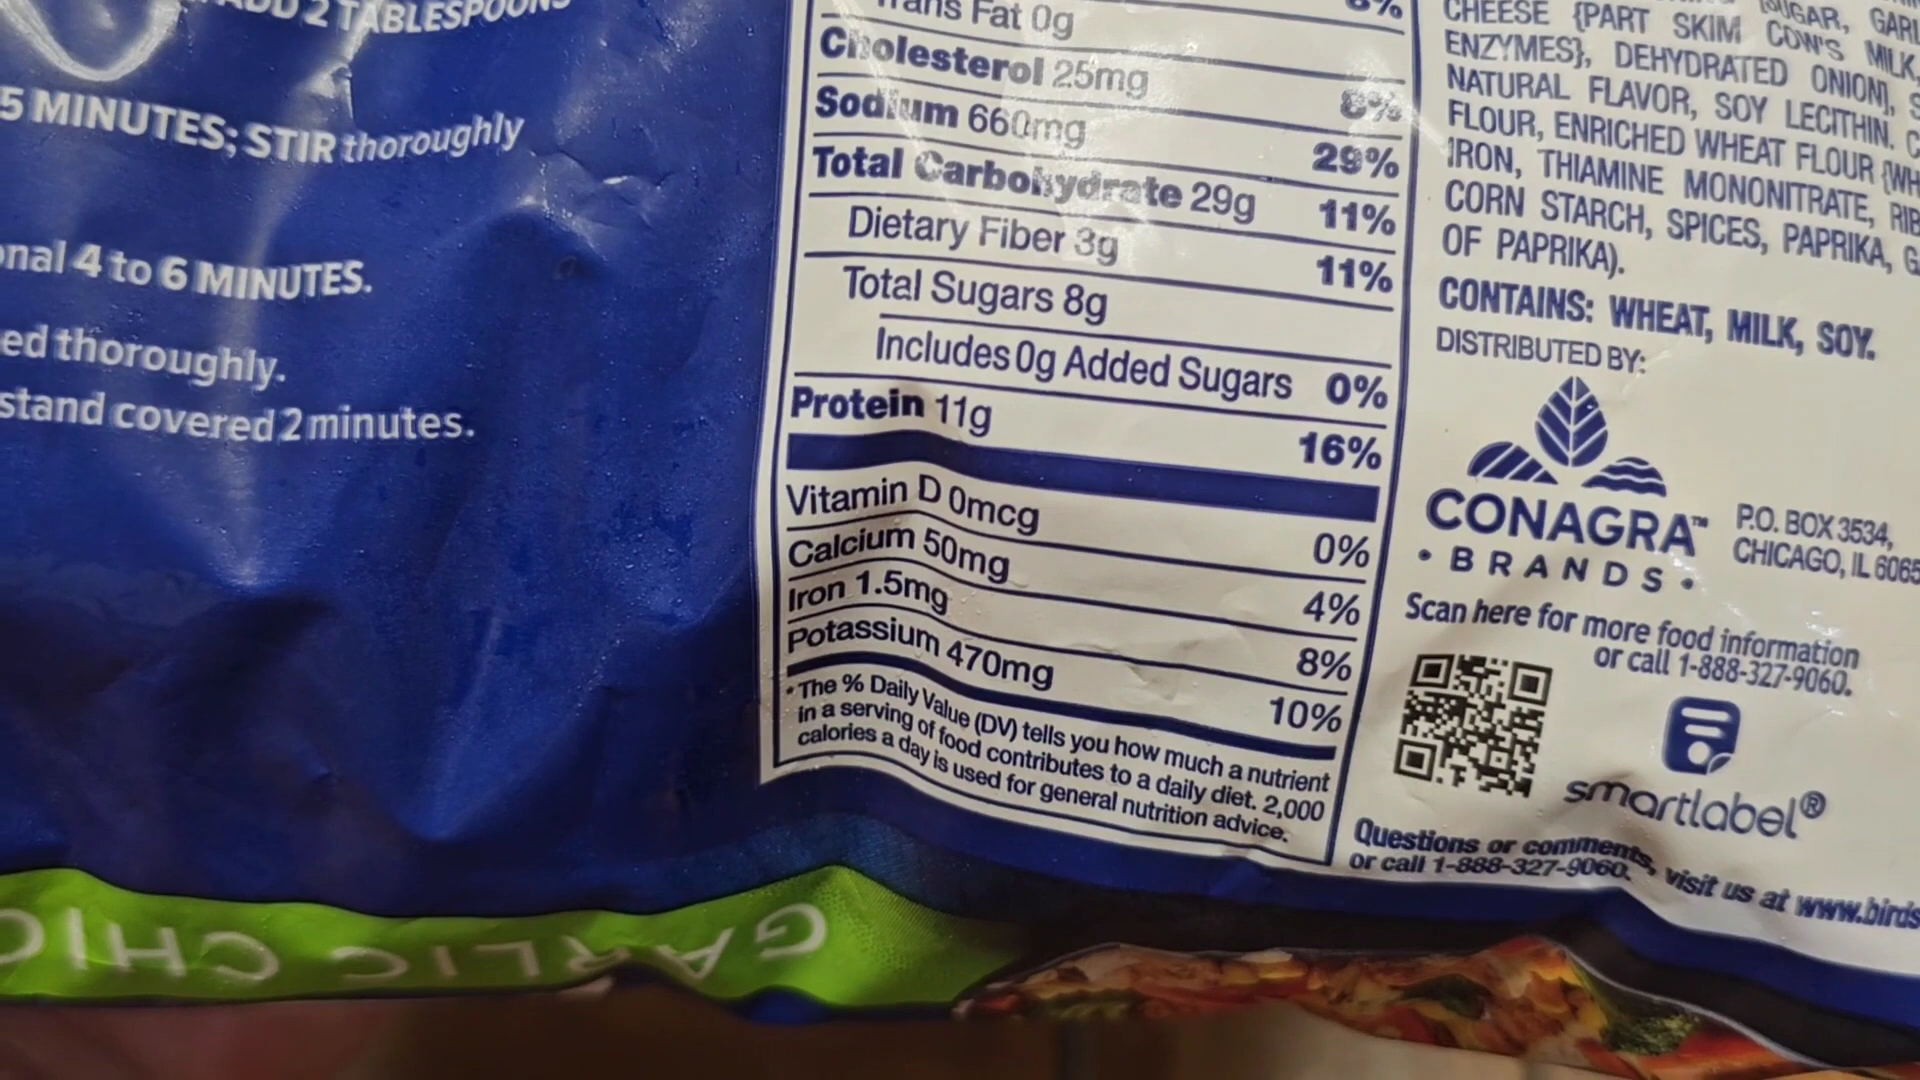 2 TABLESPOONS
5 MINUTES; STIR thoroughly
4 to 6 MINUTES.
thoroughly.
stand covered 2 minutes.
Trans Fat 0g
Cholesterol 25mg 8%
Sodium 660mg 29%
Total Carbohydrate 29g 11%
Dietary Fiber 3g 11%
Total Sugars 8g
Includes 0g Added Sugars 0%
Protein 11g 16%
Vitamin D 0mcg 0%
Calcium 50mg 4%
Iron 1.5mg 8%
Potassium 470mg 10%
*The % Daily Value (DV) tells you how much a nutrient
in a serving of food contributes to a daily diet. 2,000
calories a day is used for general nutrition advice.
SUGAR,
CHEESE {PART SKIM COW'S MILK,
ENZYMES}, DEHYDRATED ONION],
NATURAL FLAVOR, SOY LECITHIN.
FLOUR, ENRICHED WHEAT FLOUR
IRON, THIAMINE MONONITRATE,
CORN STARCH, SPICES, PAPRIKA,
OF PAPRIKA).
CONTAINS: WHEAT, MILK, SOY.
DISTRIBUTED BY:
CONAGRA™
• BRANDS •
P.O. BOX 3534,
CHICAGO, IL 6065
Scan here for more food information
or call 1-888-327-9060.
smartlabel®
Questions or comments, visit us at www.birds
or call 1-888-327-9060.
GARLIC CHIC